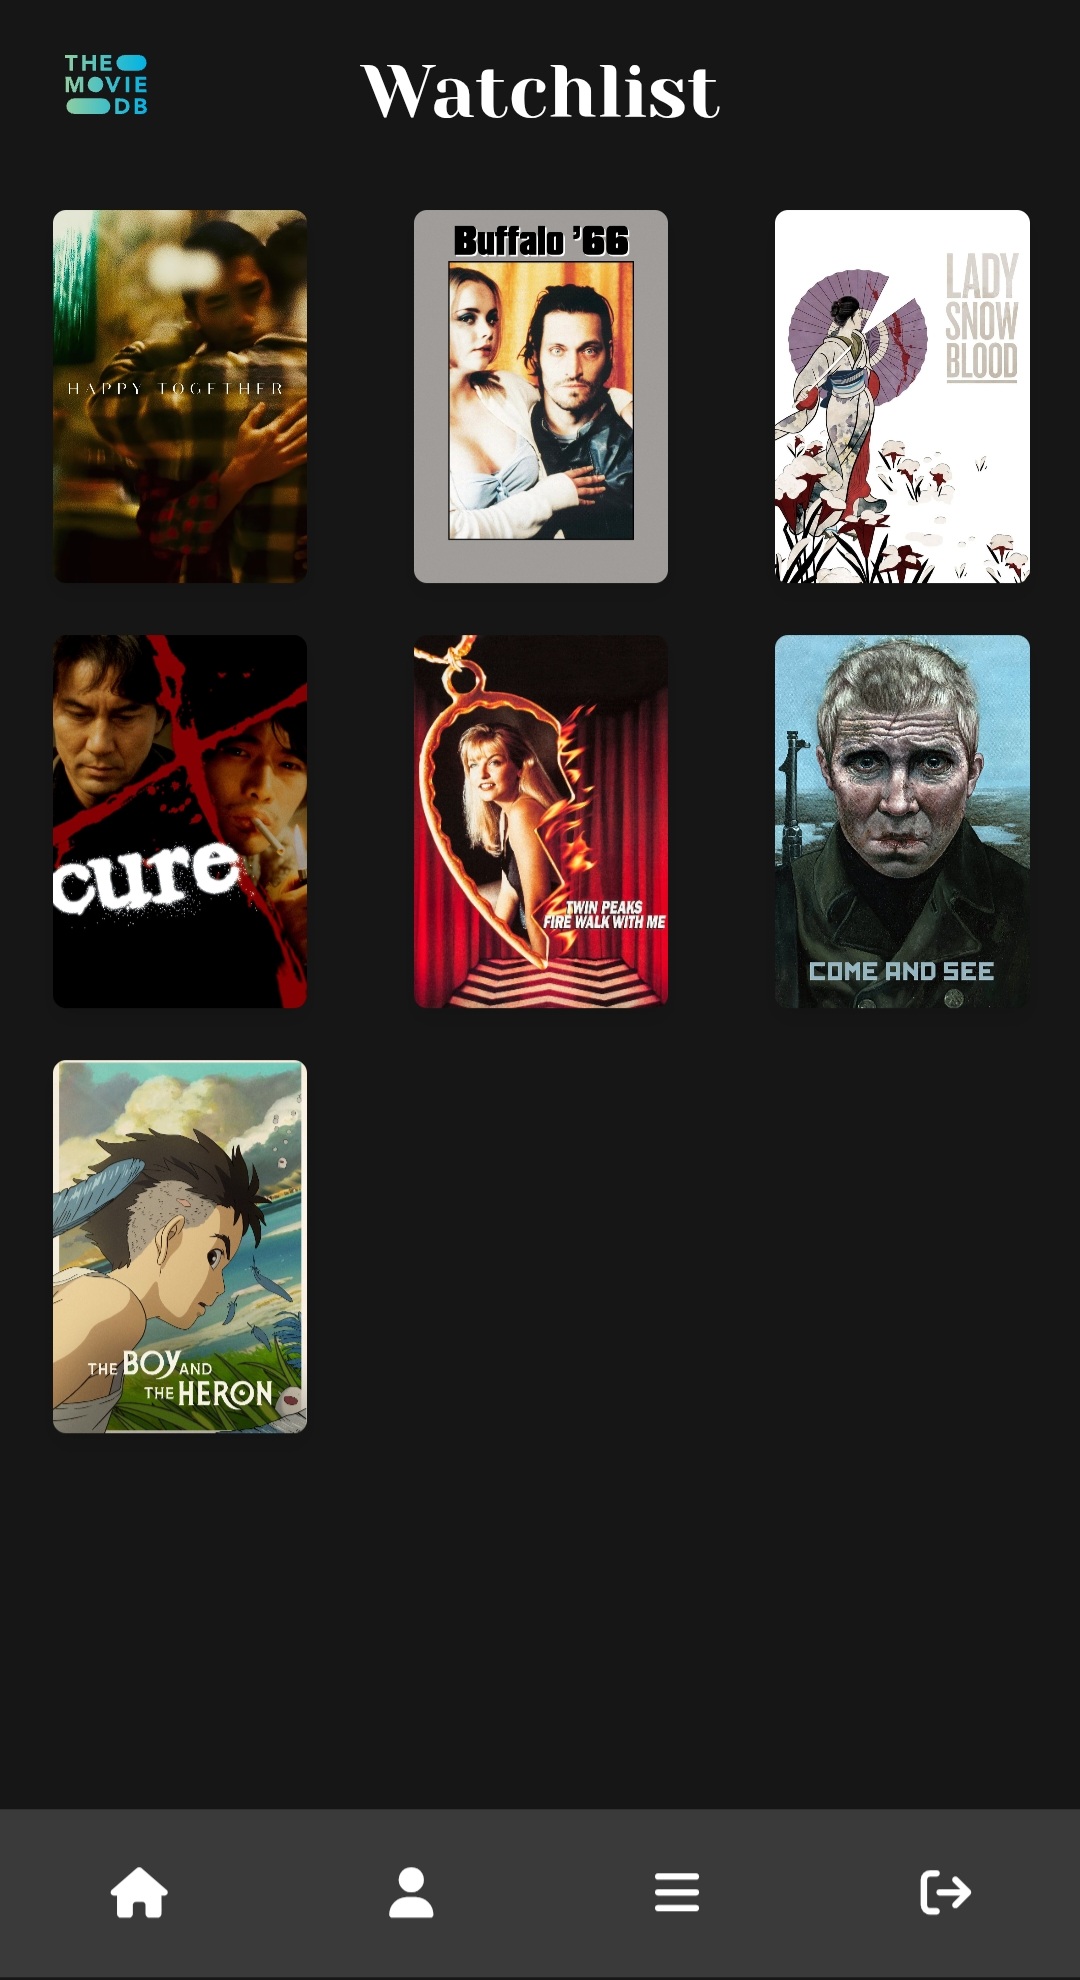 THE
MOVIE
DB
Watchlist
HAPPY TOGETHER
Buffalo '66
LADY
SNOW
BLOOD
cure
TWIN PEAKS
FIRE WALK WITH ME
COME AND SEE
THE BOY AND
THE HERON